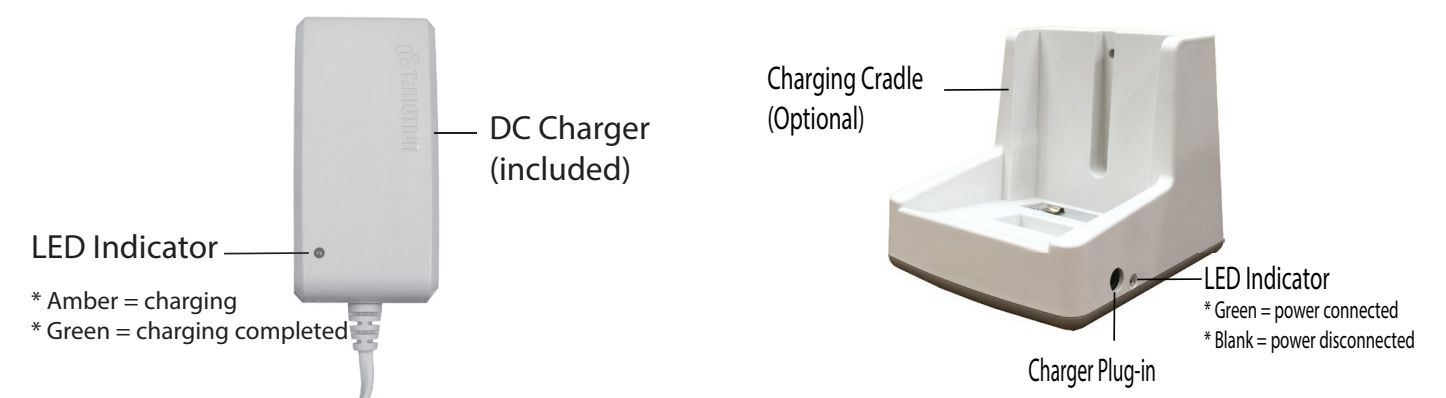 TiMOTION
DC Charger
(included)
LED Indicator
* Amber = charging
* Green = charging completed
Charging Cradle
(Optional)
LED Indicator
* Green = power connected
* Blank = power disconnected
Charger Plug-in